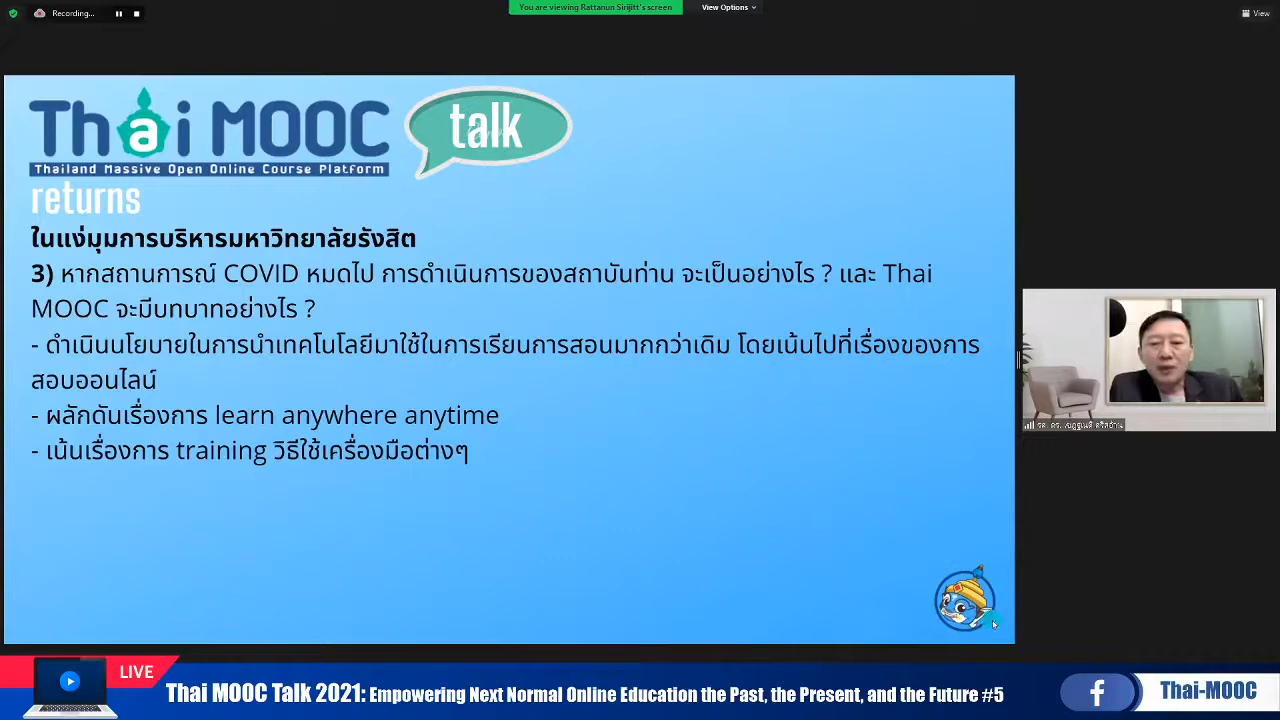 Recording...
You are viewing Rattanun Sirijitt's screen
View Options
View
Thai MOOC
talk
Thailand Massive Open Online Course Platform
returns
ในแง่มุมการบริหารมหาวิทยาลัยรังสิต
3) หากสถานการณ์ COVID หมดไป การดำเนินการของสถาบันท่าน จะเป็นอย่างไร ? และ Thai
MOOC จะมีบทบาทอย่างไร ?
- ดำเนินนโยบายในการนำเทคโนโลยีมาใช้ในการเรียนการสอนมากกว่าเดิม โดยเน้นไปที่เรื่องของการ
สอบออนไลน์
- ผลักดันเรื่องการ learn anywhere anytime
- เน้นเรื่องการ training วิธีใช้เครื่องมือต่างๆ
รศ. ดร.
LIVE
Thai MOOC Talk 2021: Empowering Next Normal Online Education the Past, the Present, and the Future #5
Thai-MOOC